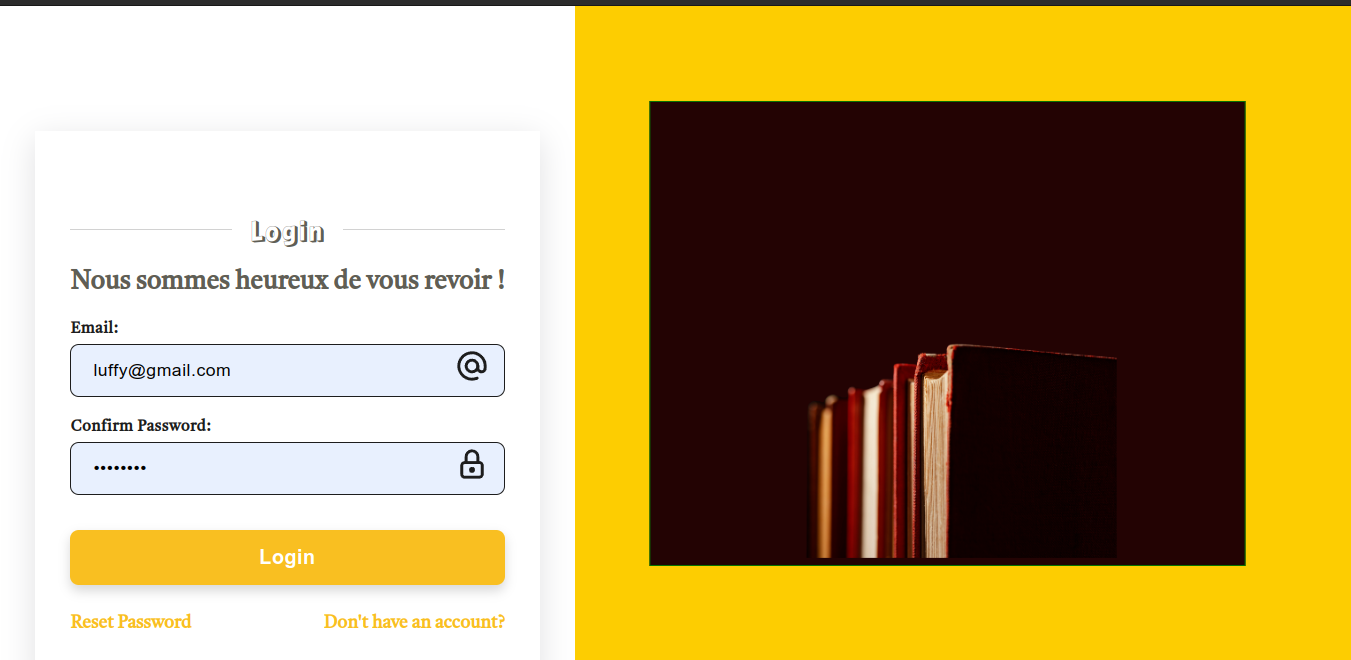 Login
Nous sommes heureux de vous revoir !
Email:
luffy@gmail.com
Confirm Password:
••••••••
Login
Reset Password
Don't have an account?